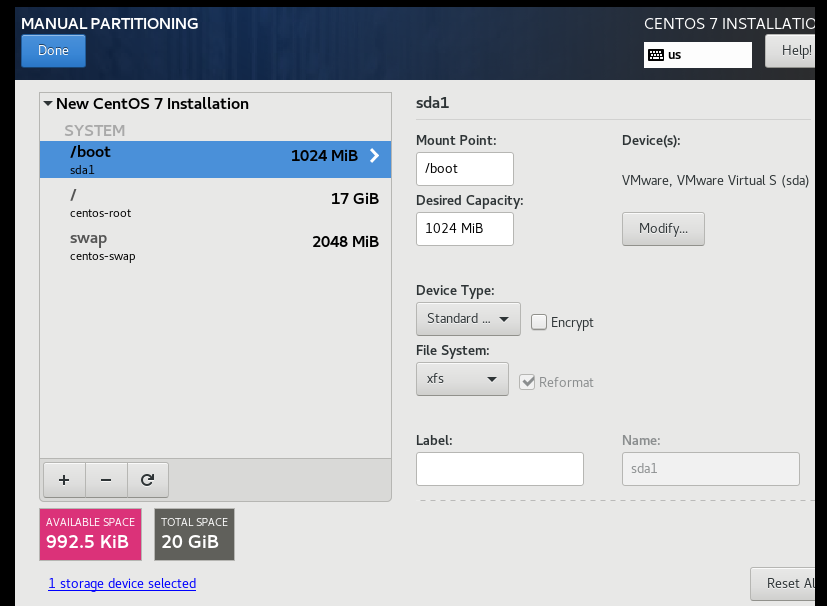 MANUAL PARTITIONING
CENTOS 7 INSTALLATIO
Done
us
Help!
New CentOS 7 Installation
SYSTEM
/boot
1024 MiB
sda1
/
17 GiB
centos-root
swap
2048 MiB
centos-swap
+
−
AVAILABLE SPACE
992.5 KiB
TOTAL SPACE
20 GiB
1 storage device selected
sda1
Mount Point:
Device(s):
/boot
VMware, VMware Virtual S (sda)
Desired Capacity:
1024 MiB
Modify...
Device Type:
Standard ...
Encrypt
File System:
xfs
Reformat
Label:
Name:
sda1
Reset Al